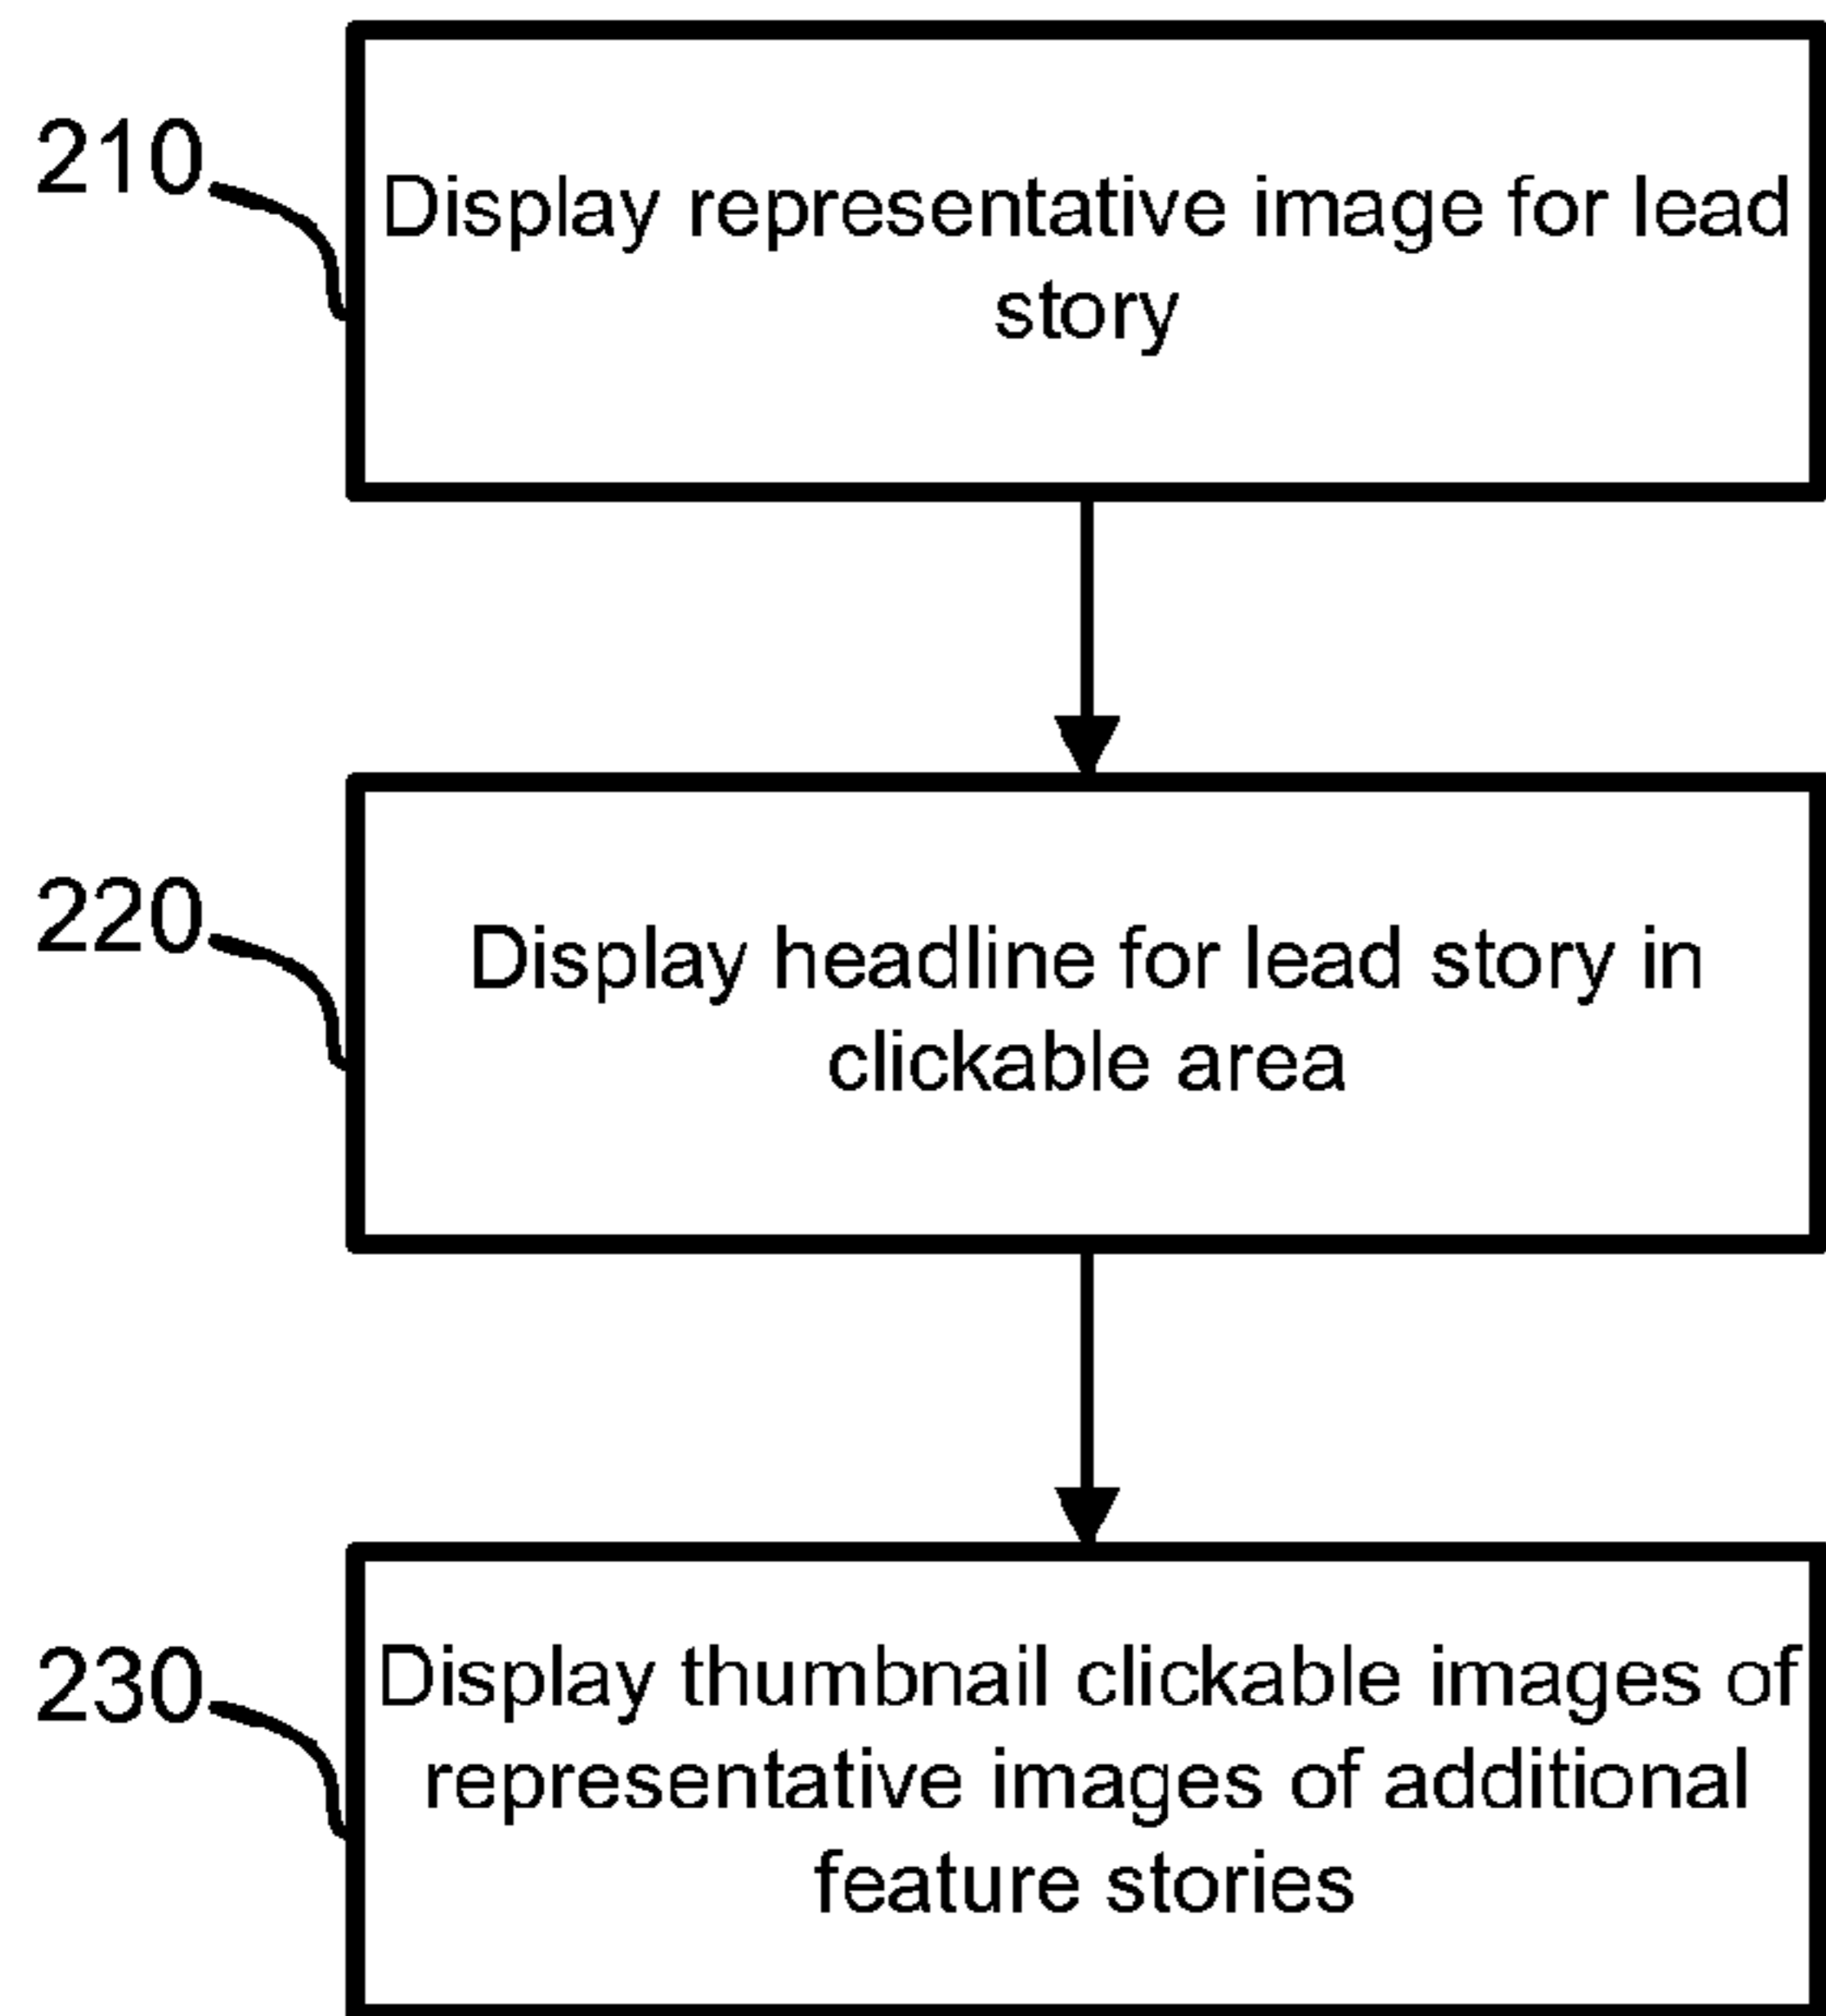 210
Display representative image for lead
story
220
Display headline for lead story in
clickable area
230
Display thumbnail clickable images of
representative images of additional
feature stories